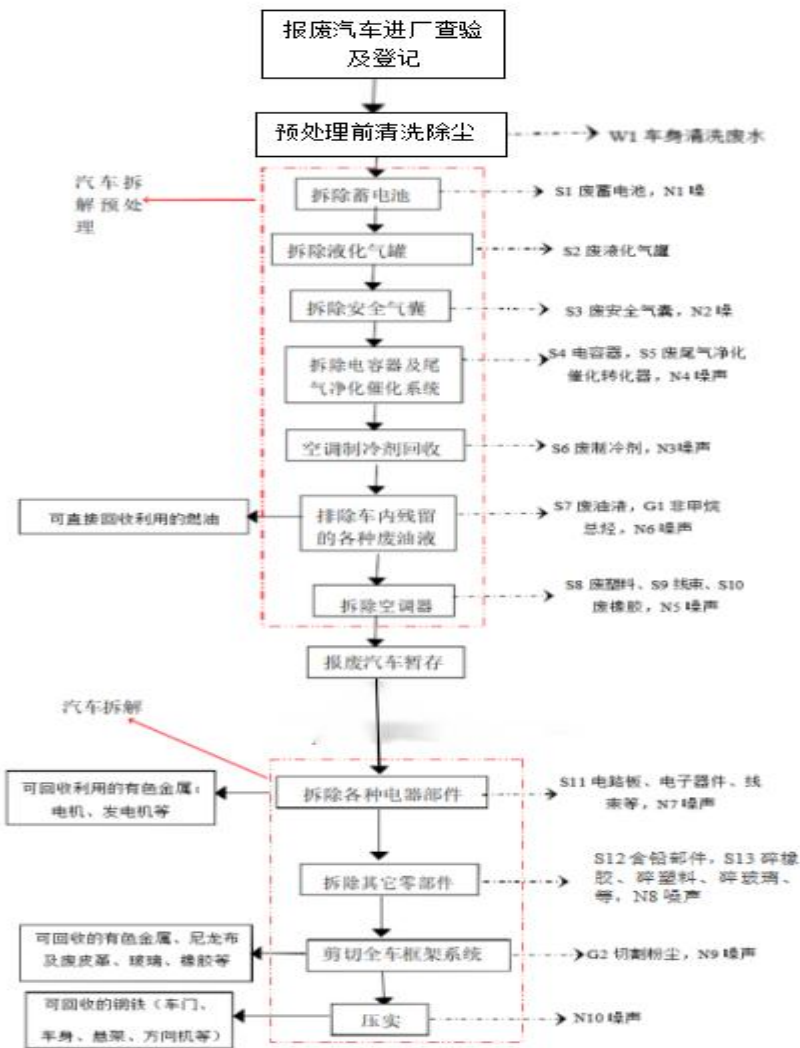 报废汽车进厂查验
及登记
预处理前清洗除尘
W1 车身清洗废水
汽车拆
解预处
理
拆除蓄电池
S1 废蓄电池，N1 噪
拆除液化气罐
S2 废液化气罐
拆除安全气囊
S3 废安全气囊，N2 噪
拆除电容器及尾
气净化催化系统
S4 电容器，S5 废尾气净化
催化转化器，N4 噪声
空调制冷剂回收
S6 废制冷剂，N3噪声
可直接回收利用的燃油
排除车内残留
的各种废油液
S7 废油液，G1 非甲烷
总烃，N6 噪声
拆除空调器
S8 废塑料、S9 线束、S10
废橡胶，N5 噪声
报废汽车暂存
汽车拆解
可回收利用的有色金属：
电机、发电机等
拆除各种电器部件
S11 电路板、电子器件、线
束等，N7 噪声
拆除其它零部件
S12 含铅部件，S13 碎橡
胶、碎塑料、碎玻璃、
等，N8 噪声
可回收的有色金属、尼龙布
及废皮革、玻璃、橡胶等
剪切全车框架系统
G2 切割粉尘，N9 噪声
可回收的钢铁（车门、
车身、悬架、方向机等）
压实
N10 噪声